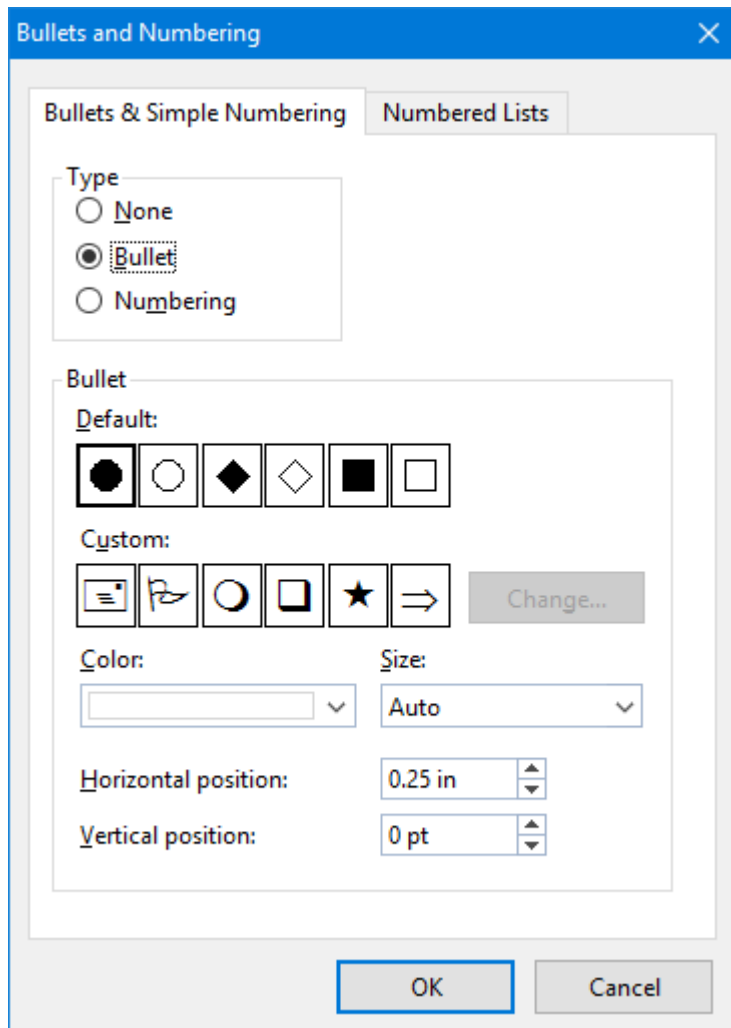 Bullets and Numbering
Bullets & Simple Numbering Numbered Lists
Type
None
Bullet
Numbering
Bullet
Default:
Custom:
Change...
Color: Size:
Auto
Horizontal position: 0.25 in
Vertical position: 0 pt
OK Cancel